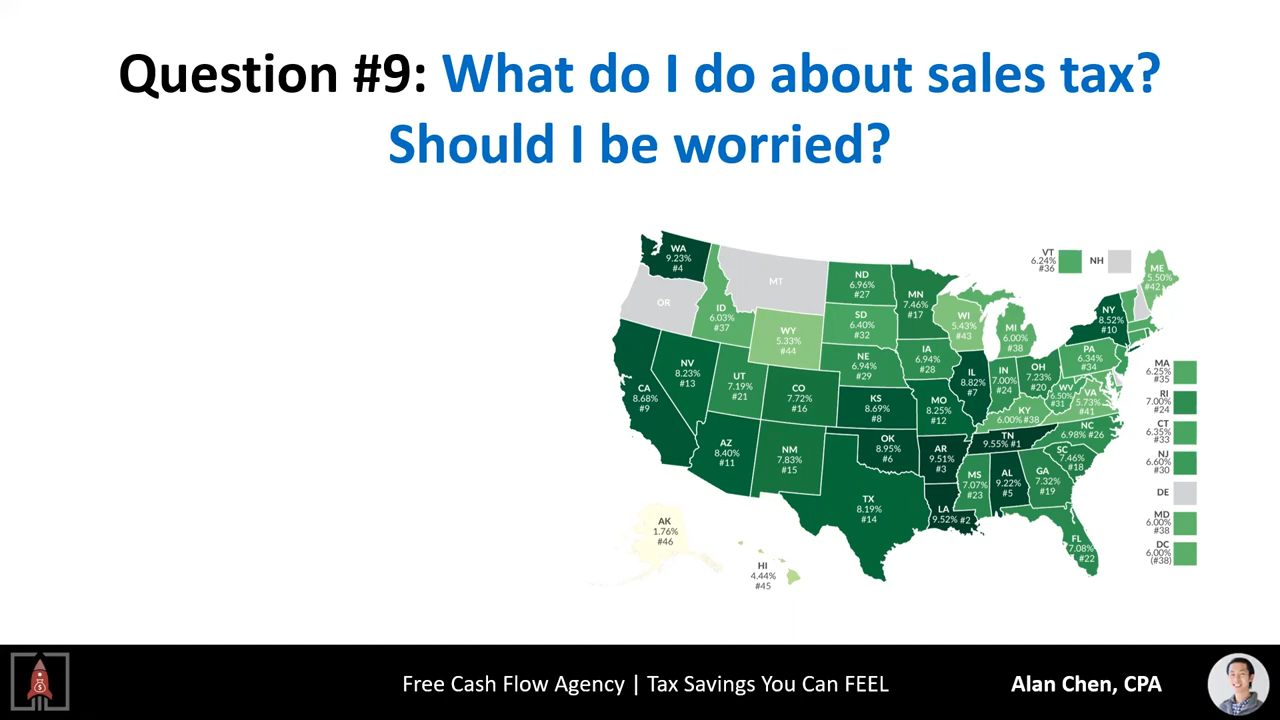 Question #9: What do I do about sales tax?
Should I be worried?
WA
9.23%
#4
MT
ND
6.96%
#27
MN
7.46%
#17
VT
6.24%
#36
NH
ME
5.50%
#42
OR
ID
6.03%
#37
WY
5.33%
#44
SD
6.40%
#32
WI
5.43%
#43
MI
6.00%
#38
NY
8.52%
#10
NV
8.23%
#13
UT
7.19%
#21
CO
7.72%
#16
NE
6.94%
#29
IA
6.94%
#28
IL
8.82%
#7
IN
7.00%
#24
OH
7.23%
#20
PA
6.34%
#34
MA
6.25%
#35
CA
8.68%
#9
KS
8.69%
#8
MO
8.25%
#12
KY
6.00% #38
WV
6.50%
#31
VA
5.73%
#41
RI
7.00%
#24
AZ
8.40%
#11
NM
7.83%
#15
OK
8.95%
#6
AR
9.51%
#3
TN
9.55% #1
NC
6.98% #26
SC
7.46%
#18
CT
6.35%
#33
NJ
6.60%
#30
TX
8.19%
#14
LA
9.52% #2
MS
7.07%
#23
AL
9.22%
#5
GA
7.32%
#19
DE
AK
1.76%
#46
HI
4.44%
#45
FL
7.08%
#22
MD
6.00%
#38
DC
6.00%
(#38)
Free Cash Flow Agency | Tax Savings You Can FEEL
Alan Chen, CPA